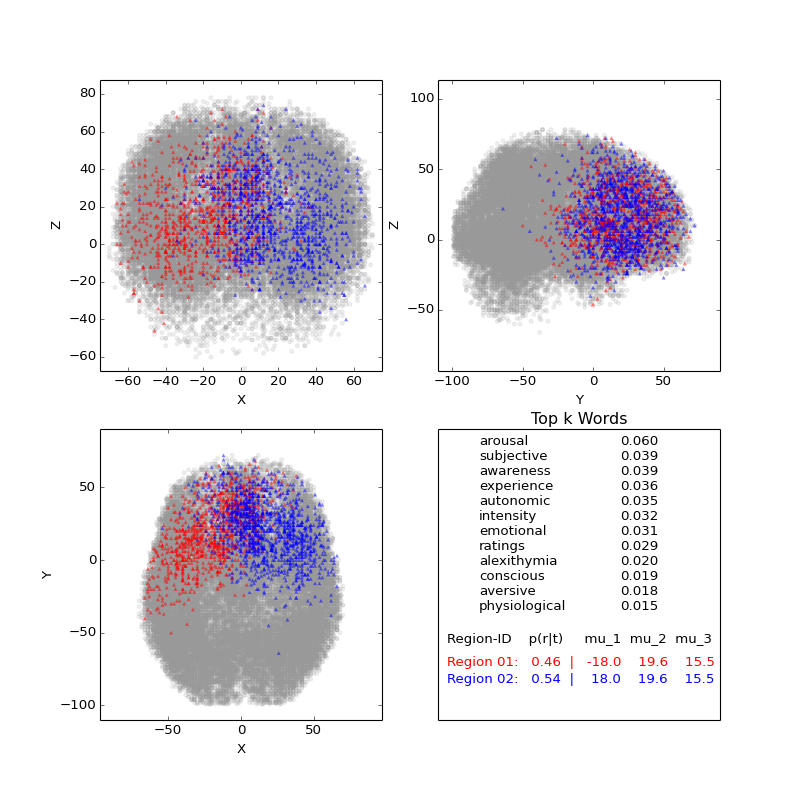 80
60
40
20
0
−20
−40
−60
Z
−60 −40 −20 0 20 40 60
X
100
50
0
−50
Z
−100 −50 0 50
Y
50
0
−50
−100
Y
−50 0 50
X
Top k Words
arousal 0.060
subjective 0.039
awareness 0.039
experience 0.036
autonomic 0.035
intensity 0.032
emotional 0.031
ratings 0.029
alexithymia 0.020
conscious 0.019
aversive 0.018
physiological 0.015
Region-ID p(r|t) mu_1 mu_2 mu_3
Region 01: 0.46 | -18.0 19.6 15.5
Region 02: 0.54 | 18.0 19.6 15.5